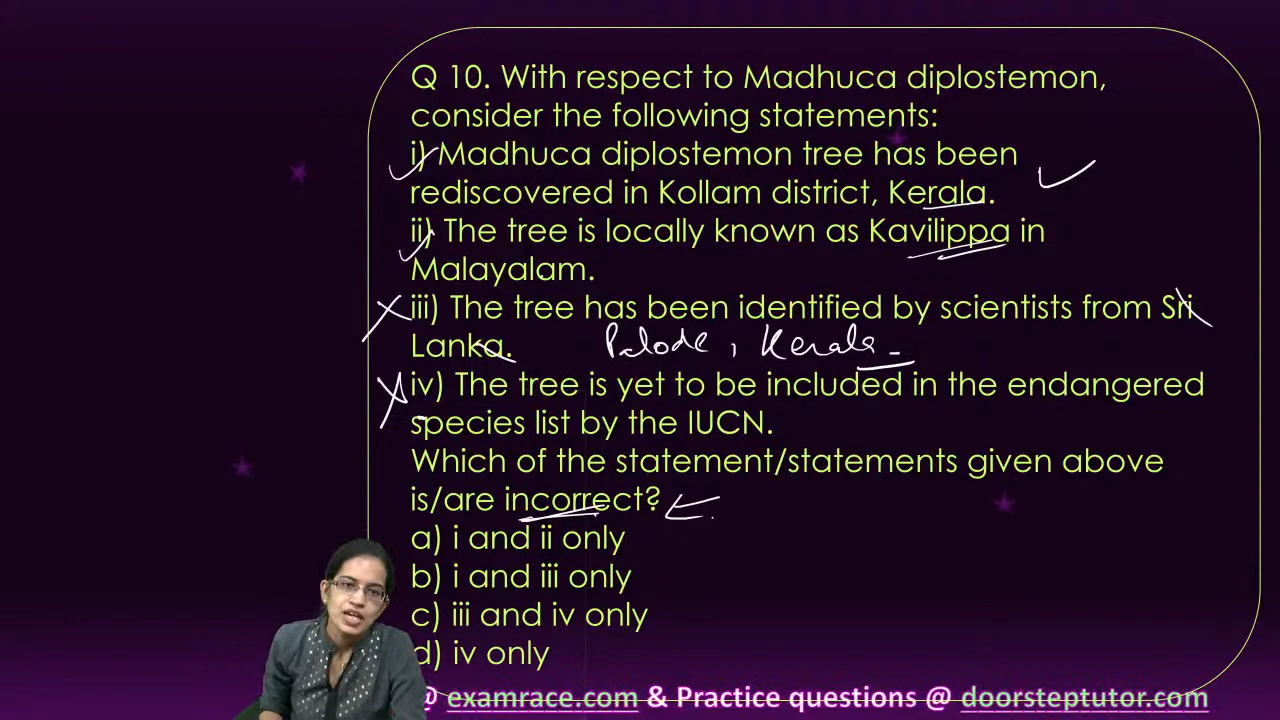 Q 10. With respect to Madhuca diplostemon,
consider the following statements:
i) Madhuca diplostemon tree has been
rediscovered in Kollam district, Kerala.
ii) The tree is locally known as Kavilippa in
Malayalam.
iii) The tree has been identified by scientists from Sri
Lanka. Palode, Kerala
iv) The tree is yet to be included in the endangered
species list by the IUCN.
Which of the statement/statements given above
is/are incorrect?
a) i and ii only
b) i and iii only
c) iii and iv only
d) iv only
@ examrace.com & Practice questions @ doorsteptutor.com